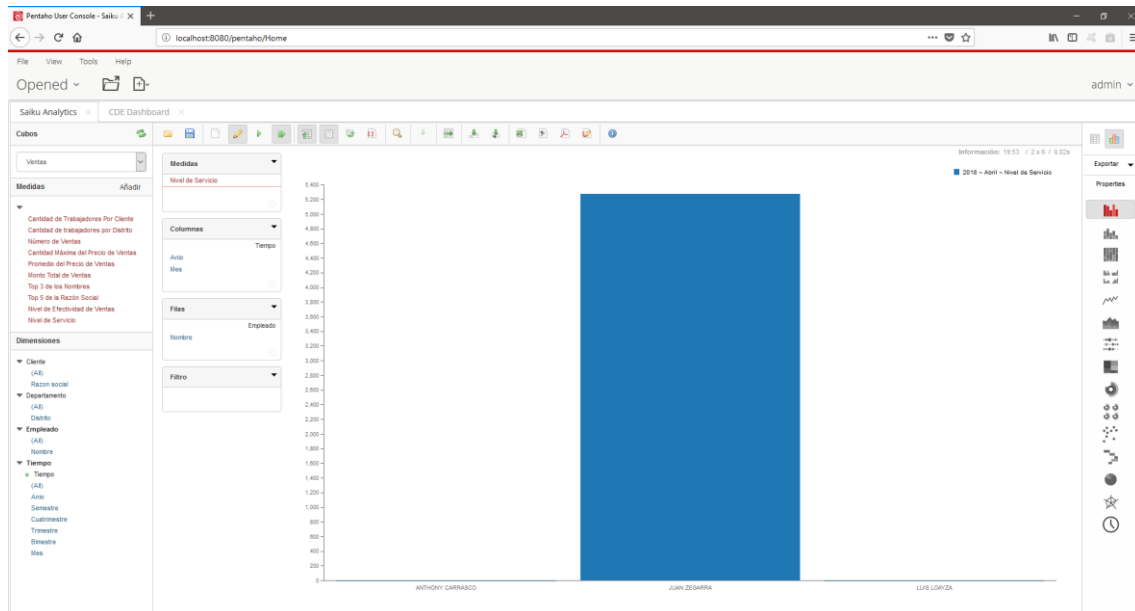 Pentaho User Console - Saiku
localhost:8080/pentaho/Home
File View Tools Help
Opened
admin
Saiku Analytics
CDE Dashboard
Cubos
Ventas
Medidas Añadir
Cantidad de Trabajadores Por Cliente
Cantidad de trabajadores por Distrito
Número de Ventas
Cantidad Máxima del Precio de Ventas
Promedio del Precio de Ventas
Monto Total de Ventas
Top 3 de los Nombres
Top 5 de la Razón Social
Nivel de Efectividad de Ventas
Nivel de Servicio
Dimensiones
Cliente
(All)
Razon social
Departamento
(All)
Distrito
Empleado
(All)
Nombre
Tiempo
Tiempo
(All)
Anio
Semestre
Cuatrimestre
Trimestre
Bimestre
Mes
Medidas
Nivel de Servicio
Columnas
Tiempo
Anio
Mes
Filas
Empleado
Nombre
Filtro
Información: 19:53 / 2 x 6 / 0.02s
2018 ~ Abril ~ Nivel de Servicio
5,400
5,200
5,000
4,800
4,600
4,400
4,200
4,000
3,800
3,600
3,400
3,200
3,000
2,800
2,600
2,400
2,200
2,000
1,800
1,600
1,400
1,200
1,000
800
600
400
200
0
ANTHONY CARRASCO
JUAN ZEGARRA
LUIS LOAYZA
Exportar
Properties